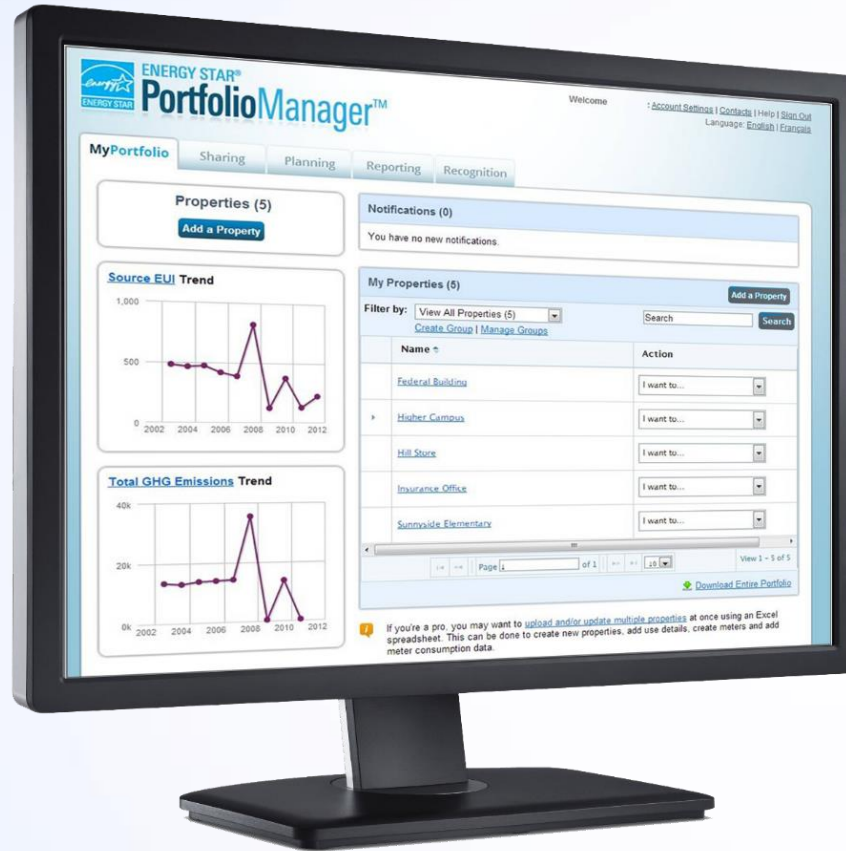 ENERGY STAR
ENERGY STAR®
PortfolioManager™
Welcome : Account Settings | Contacts | Help | Sign Out
Language: English | Français
MyPortfolio Sharing Planning Reporting Recognition
Properties (5)
Add a Property
Source EUI Trend
1,000
500
0
2002 2004 2006 2008 2010 2012
Total GHG Emissions Trend
40k
20k
0k
2002 2004 2006 2008 2010 2012
Notifications (0)
You have no new notifications.
My Properties (5)
Add a Property
Filter by: View All Properties (5)
Search Search
Create Group | Manage Groups
Name Action
Federal Building I want to...
Higher Campus I want to...
Hill Store I want to...
Insurance Office I want to...
Sunnyside Elementary I want to...
Page of 1 View 1 - 5 of 5
Download Entire Portfolio
If you're a pro, you may want to upload and/or update multiple properties at once using an Excel
spreadsheet. This can be done to create new properties, add use details, create meters and add
meter consumption data.